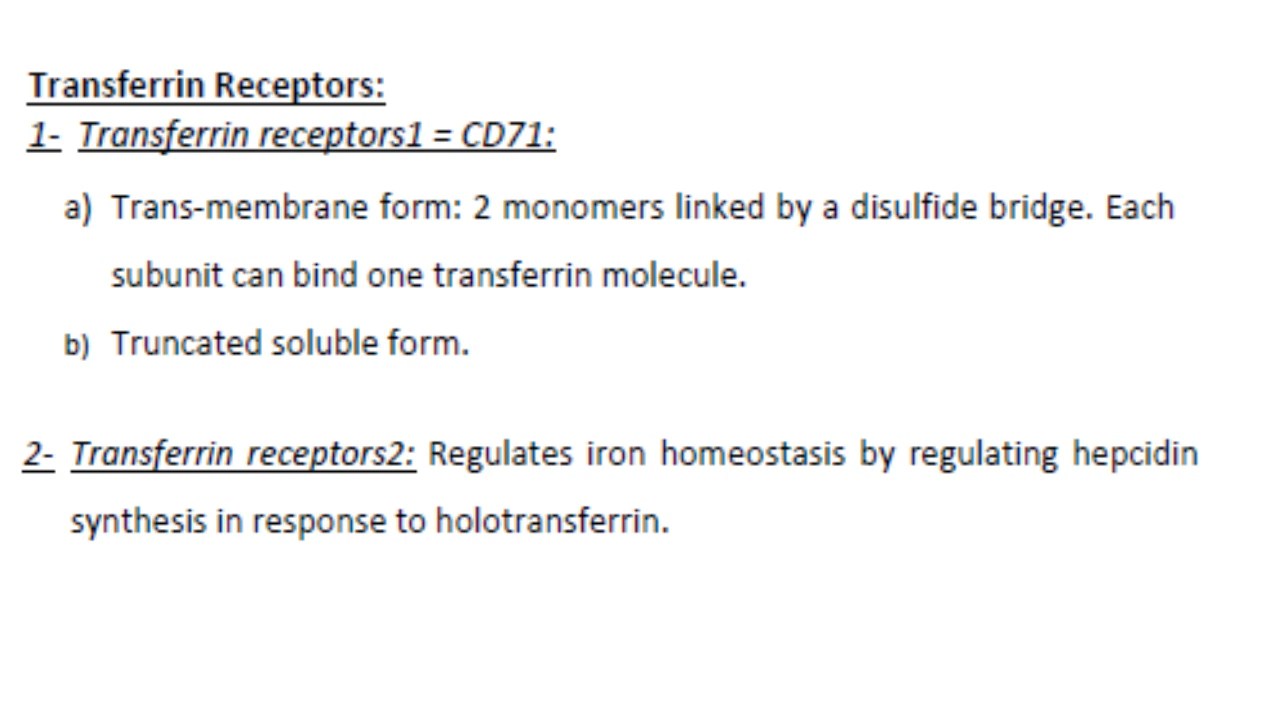 Transferrin Receptors:
1- Transferrin receptors1 = CD71:
a) Trans-membrane form: 2 monomers linked by a disulfide bridge. Each
subunit can bind one transferrin molecule.
b) Truncated soluble form.
2- Transferrin receptors2: Regulates iron homeostasis by regulating hepcidin
synthesis in response to holotransferrin.